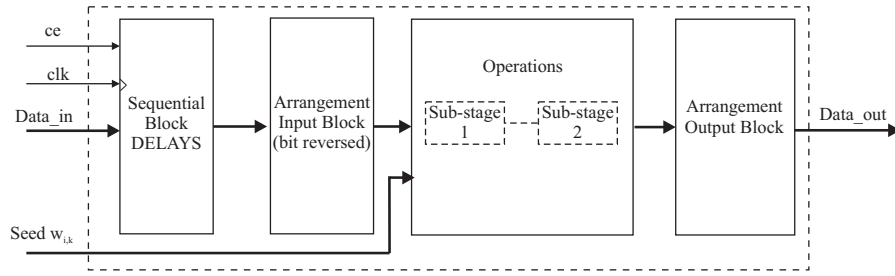 ce
clk
Data_in
Seed w_{i,k}
Sequential
Block
DELAYS
Arrangement
Input Block
(bit reversed)
Operations
Sub-stage
1
Sub-stage
2
Arrangement
Output Block
Data_out